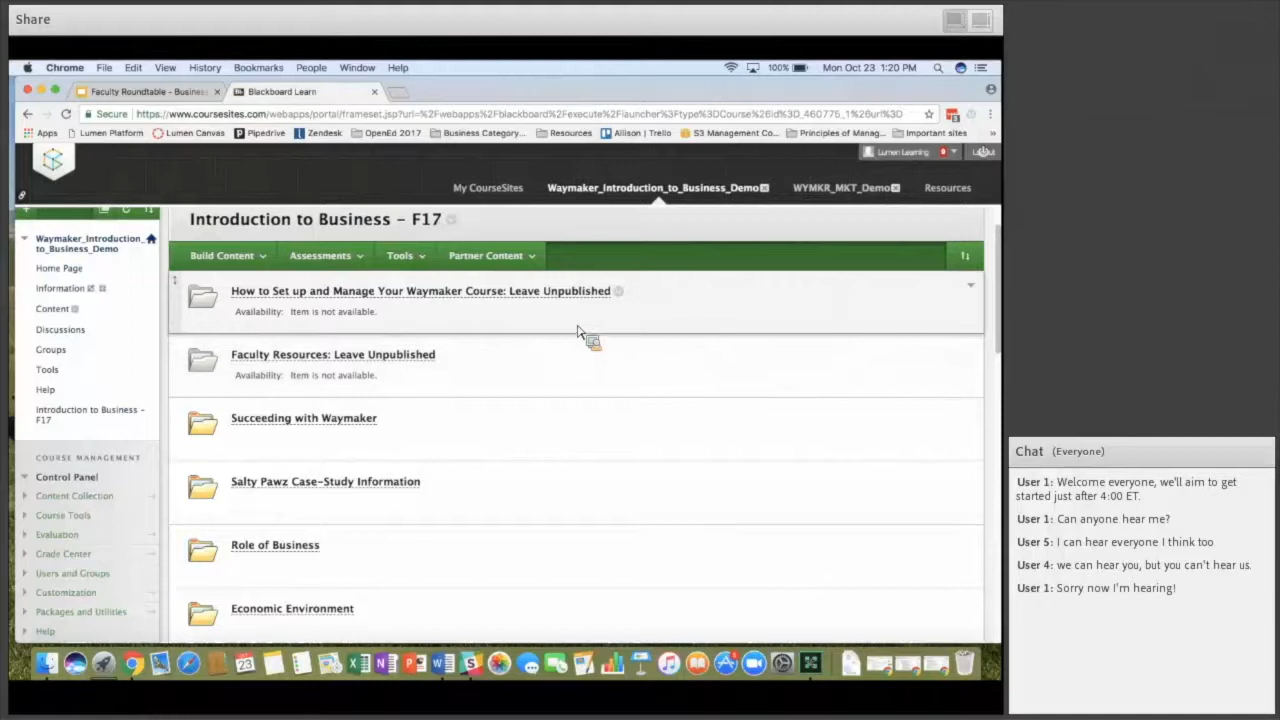 Share
Chrome File Edit View History Bookmarks People Window Help 100% Mon Oct 23 1:20 PM
Faculty Roundtable - Business Blackboard Learn
Secure https://www.coursesites.com/webapps/portal/frameset.jsp?url=%2Fwebapps%2Fblackboard%2Fexecute%2Flauncher%3Ftype%3DCourse%26id%3D_460775_1%26url%3D
Apps Lumen Platform Lumen Canvas Pipedrive Zendesk OpenEd 2017 Business Category... Resources Allison | Trello S3 Management Co... Principles of Manag... Important sites »
Lumen Learning
My CourseSites Waymaker_Introduction_to_Business_Demo WYMKR_MKT_Demo Resources
Introduction to Business – F17
Build Content Assessments Tools Partner Content
Waymaker_Introduction_
to_Business_Demo
Home Page
Information
Content
Discussions
Groups
Tools
Help
Introduction to Business –
F17
COURSE MANAGEMENT
Control Panel
Content Collection
Course Tools
Evaluation
Grade Center
Users and Groups
Customization
Packages and Utilities
Help
How to Set up and Manage Your Waymaker Course: Leave Unpublished
Availability: Item is not available.
Faculty Resources: Leave Unpublished
Availability: Item is not available.
Succeeding with Waymaker
Salty Pawz Case–Study Information
Role of Business
Economic Environment
23
Chat (Everyone)
User 1: Welcome everyone, we'll aim to get
started just after 4:00 ET.
User 1: Can anyone hear me?
User 5: I can hear everyone I think too
User 4: we can hear you, but you can't hear us.
User 1: Sorry now I'm hearing!